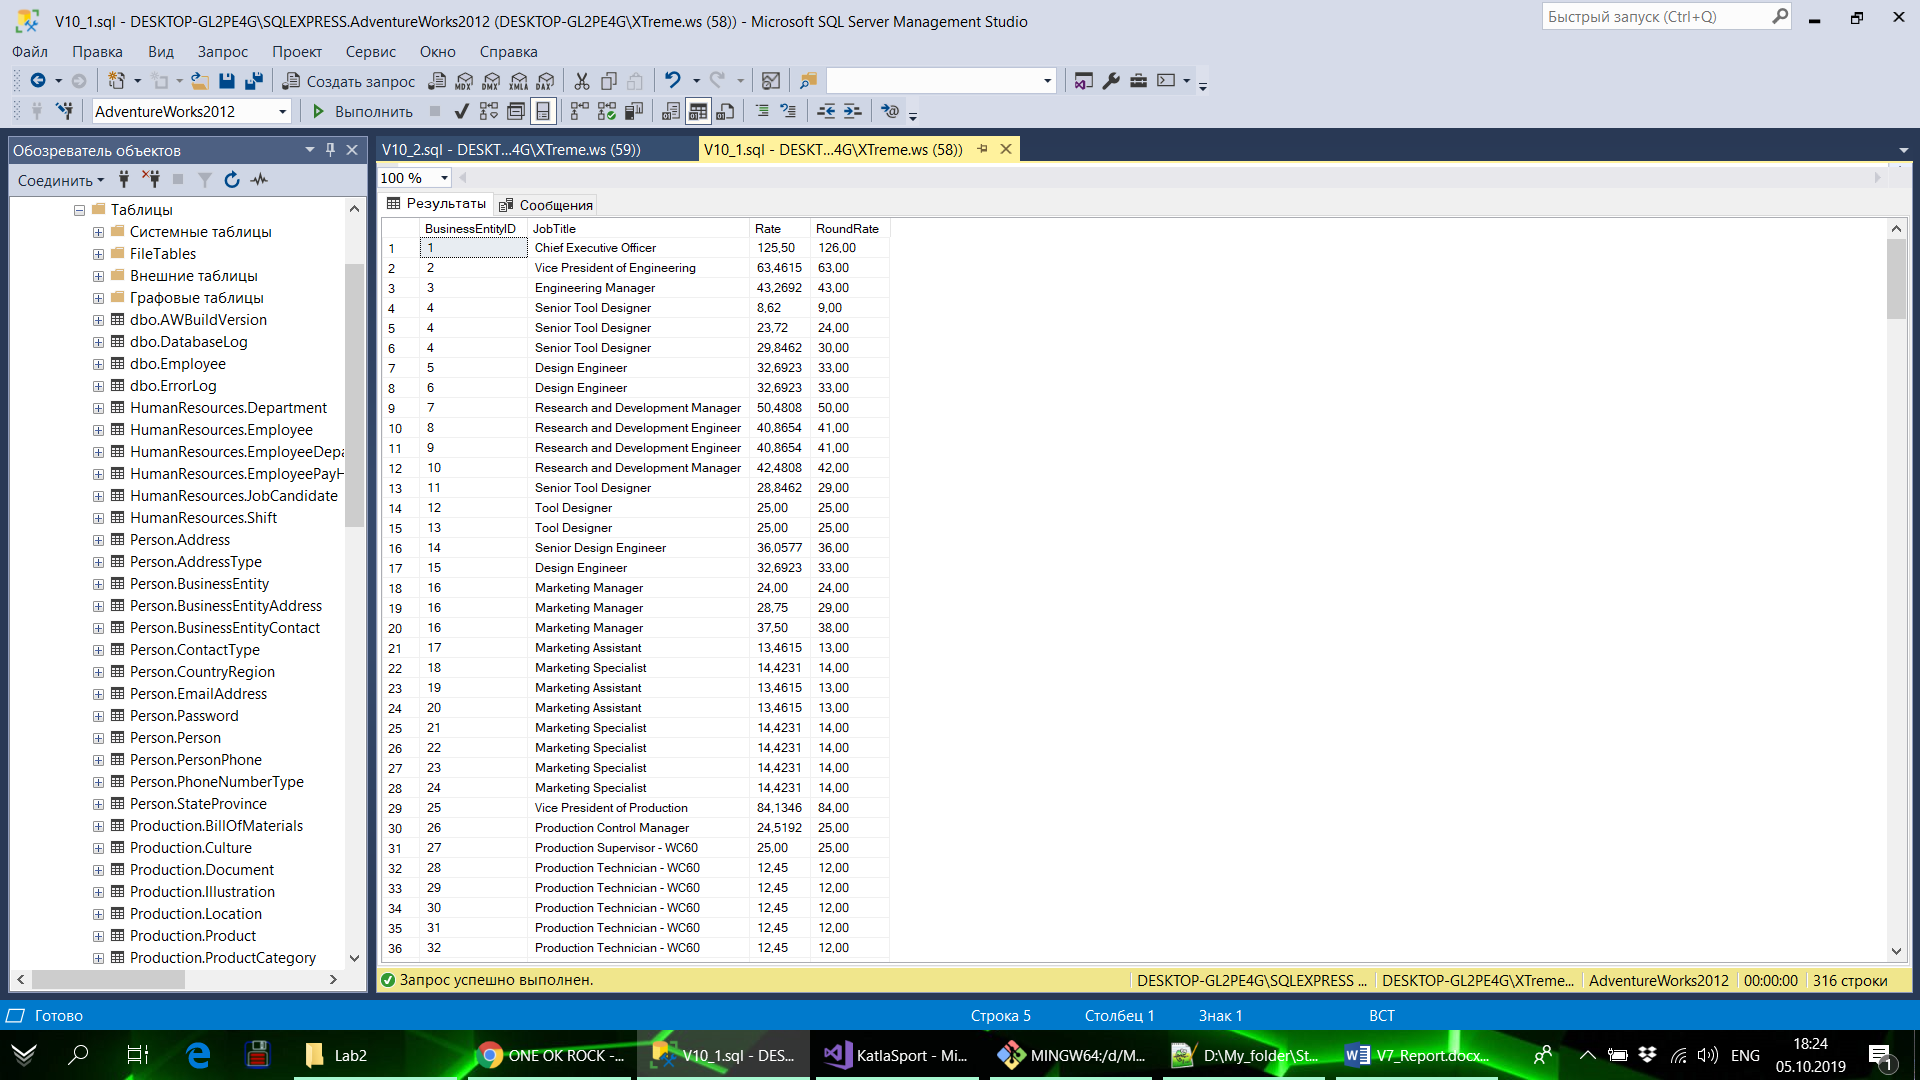 V10_1.sql - DESKTOP-GL2PE4G\SQLEXPRESS.AdventureWorks2012 (DESKTOP-GL2PE4G\XTreme.ws (58)) - Microsoft SQL Server Management Studio
Быстрый запуск (Ctrl+Q)
Файл Правка Вид Запрос Проект Сервис Окно Справка
Создать запрос
MDX DMX XMLA DAX
AdventureWorks2012 Выполнить
Обозреватель объектов
V10_2.sql - DESKT...4G\XTreme.ws (59))
V10_1.sql - DESKT...4G\XTreme.ws (58))
Соединить
Таблицы
Системные таблицы
FileTables
Внешние таблицы
Графовые таблицы
dbo.AWBuildVersion
dbo.DatabaseLog
dbo.Employee
dbo.ErrorLog
HumanResources.Department
HumanResources.Employee
HumanResources.EmployeeDepa
HumanResources.EmployeePayH
HumanResources.JobCandidate
HumanResources.Shift
Person.Address
Person.AddressType
Person.BusinessEntity
Person.BusinessEntityAddress
Person.BusinessEntityContact
Person.ContactType
Person.CountryRegion
Person.EmailAddress
Person.Password
Person.Person
Person.PersonPhone
Person.PhoneNumberType
Person.StateProvince
Production.BillOfMaterials
Production.Culture
Production.Document
Production.Illustration
Production.Location
Production.Product
Production.ProductCategory
100 %
Результаты Сообщения
BusinessEntityID JobTitle Rate RoundRate
1 1 Chief Executive Officer 125,50 126,00
2 2 Vice President of Engineering 63,4615 63,00
3 3 Engineering Manager 43,2692 43,00
4 4 Senior Tool Designer 8,62 9,00
5 4 Senior Tool Designer 23,72 24,00
6 4 Senior Tool Designer 29,8462 30,00
7 5 Design Engineer 32,6923 33,00
8 6 Design Engineer 32,6923 33,00
9 7 Research and Development Manager 50,4808 50,00
10 8 Research and Development Engineer 40,8654 41,00
11 9 Research and Development Engineer 40,8654 41,00
12 10 Research and Development Manager 42,4808 42,00
13 11 Senior Tool Designer 28,8462 29,00
14 12 Tool Designer 25,00 25,00
15 13 Tool Designer 25,00 25,00
16 14 Senior Design Engineer 36,0577 36,00
17 15 Design Engineer 32,6923 33,00
18 16 Marketing Manager 24,00 24,00
19 16 Marketing Manager 28,75 29,00
20 16 Marketing Manager 37,50 38,00
21 17 Marketing Assistant 13,4615 13,00
22 18 Marketing Specialist 14,4231 14,00
23 19 Marketing Assistant 13,4615 13,00
24 20 Marketing Assistant 13,4615 13,00
25 21 Marketing Specialist 14,4231 14,00
26 22 Marketing Specialist 14,4231 14,00
27 23 Marketing Specialist 14,4231 14,00
28 24 Marketing Specialist 14,4231 14,00
29 25 Vice President of Production 84,1346 84,00
30 26 Production Control Manager 24,5192 25,00
31 27 Production Supervisor - WC60 25,00 25,00
32 28 Production Technician - WC60 12,45 12,00
33 29 Production Technician - WC60 12,45 12,00
34 30 Production Technician - WC60 12,45 12,00
35 31 Production Technician - WC60 12,45 12,00
36 32 Production Technician - WC60 12,45 12,00
Запрос успешно выполнен.
DESKTOP-GL2PE4G\SQLEXPRESS ... DESKTOP-GL2PE4G\XTreme... AdventureWorks2012 00:00:00 316 строки
Готово Строка 5 Столбец 1 Знак 1 ВСТ
Lab2
ONE OK ROCK -...
V10_1.sql - DES...
KatlaSport - Mi...
MINGW64:/d/M...
D:\My_folder\St...
V7_Report.docx...
ENG
18:24
05.10.2019
1